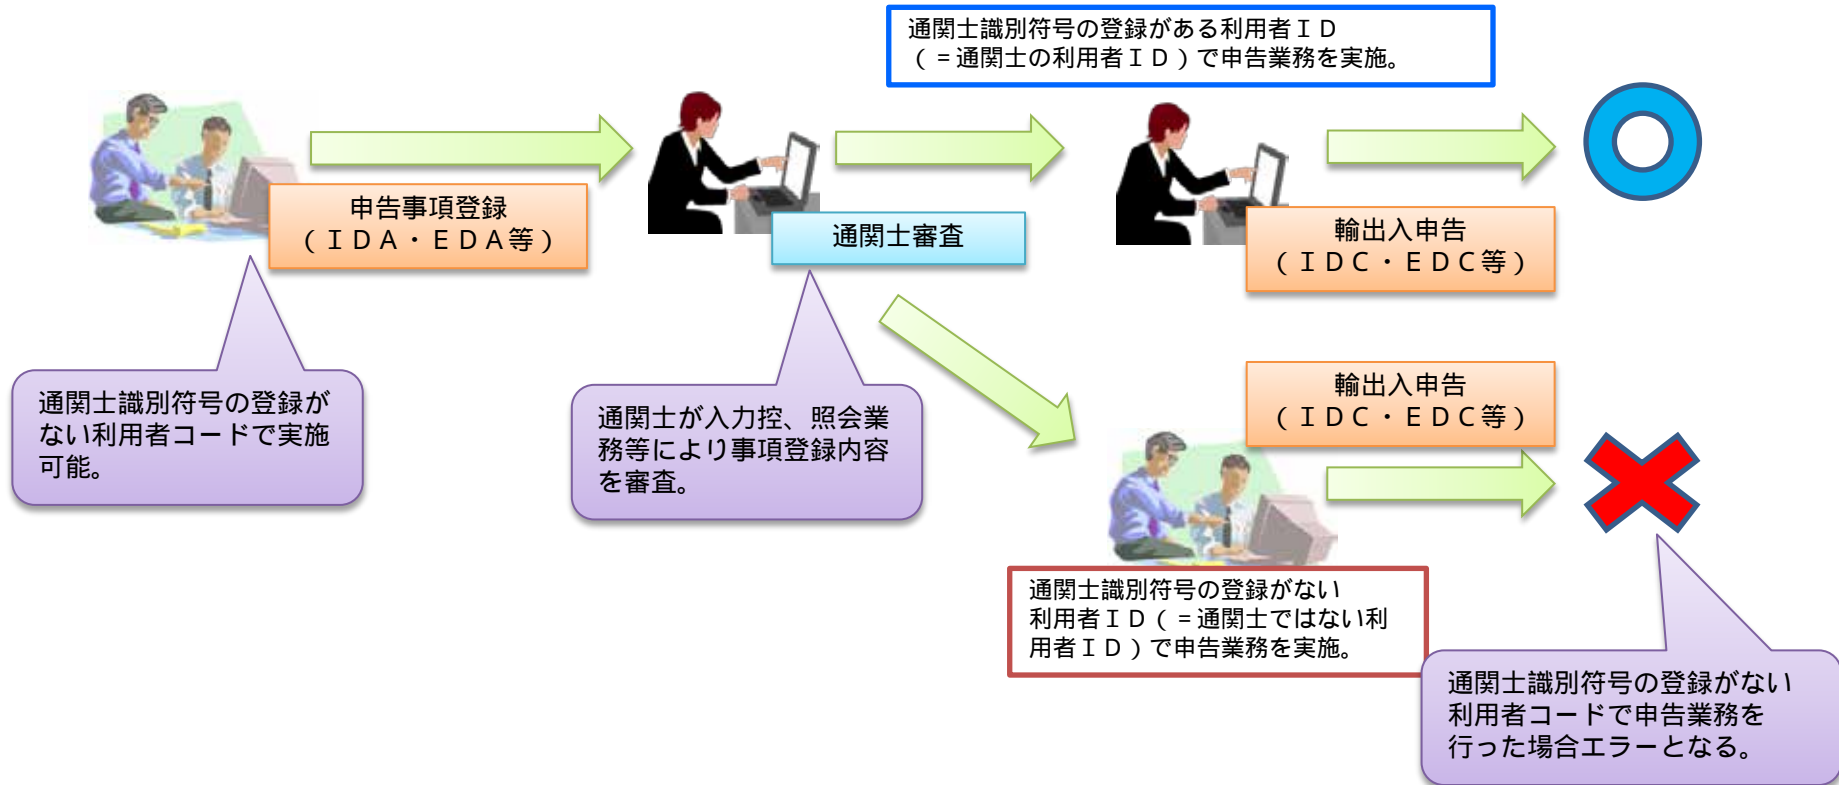 通関士識別符号の登録がある利用者ＩＤ
（＝通関士の利用者ＩＤ）で申告業務を実施。
申告事項登録
（ＩＤＡ・ＥＤＡ等）
通関士審査
輸出入申告
（ＩＤＣ・ＥＤＣ等）
通関士識別符号の登録が
ない利用者コードで実施
可能。
通関士が入力控、照会業
務等により事項登録内容
を審査。
輸出入申告
（ＩＤＣ・ＥＤＣ等）
通関士識別符号の登録がない
利用者ＩＤ（＝通関士ではない利
用者ＩＤ）で申告業務を実施。
通関士識別符号の登録がない
利用者コードで申告業務を
行った場合エラーとなる。